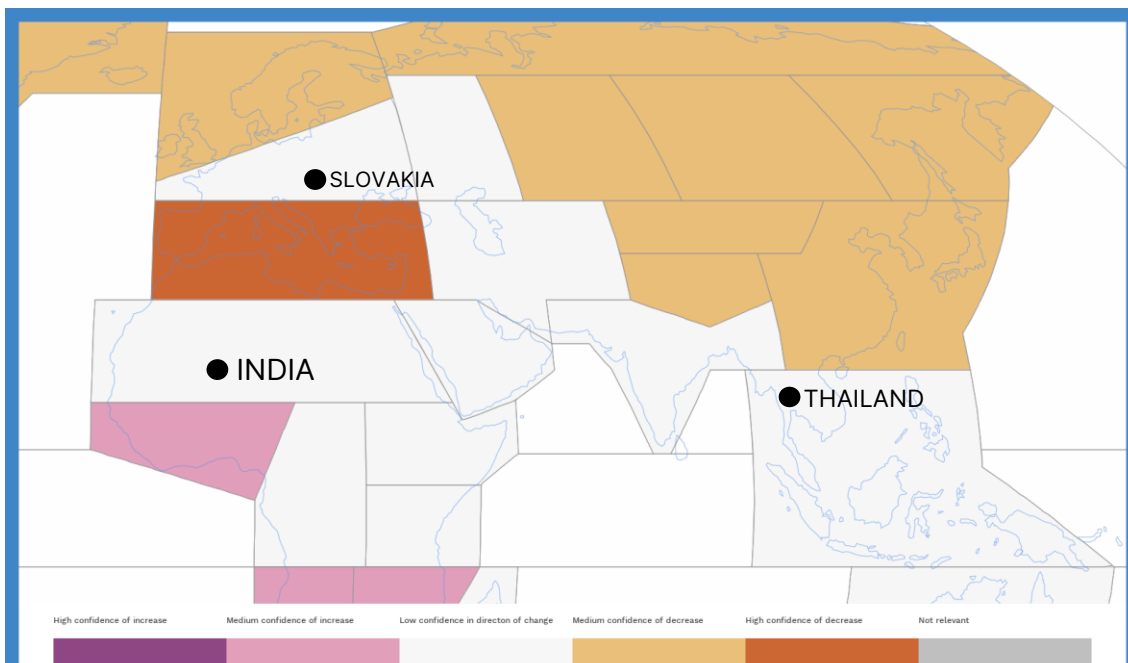 SLOVAKIA
INDIA
THAILAND
High confidence of increase
Medium confidence of increase
Low confidence in directon of change
Medium confidence of decrease
High confidence of decrease
Not relevant